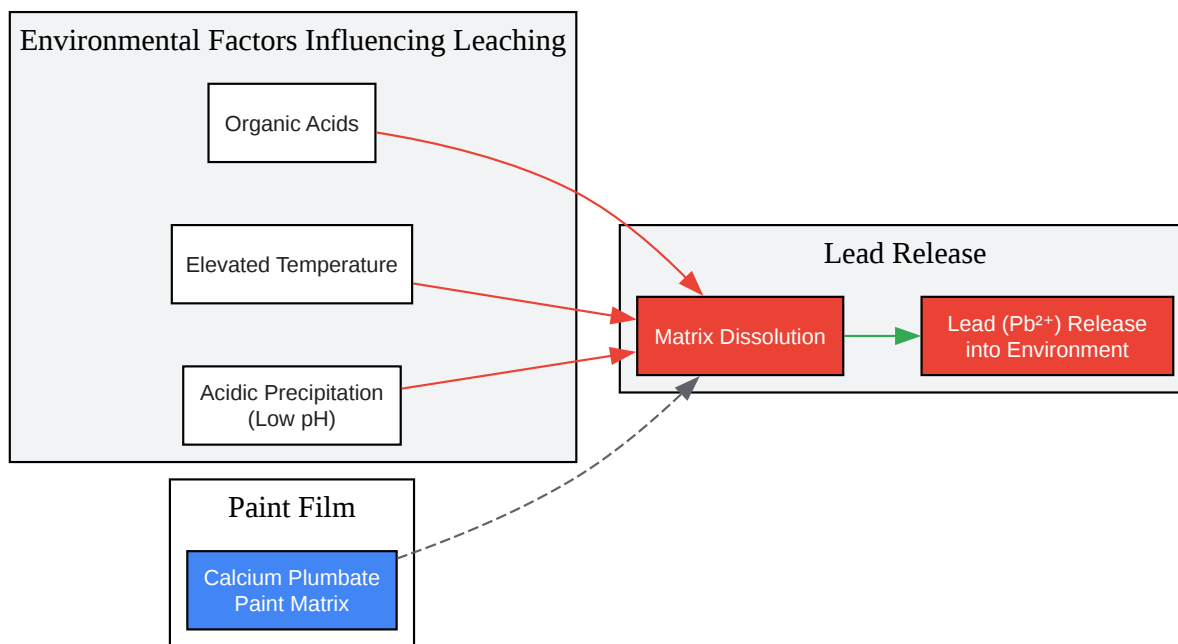 Environmental Factors Influencing Leaching
Organic Acids
Elevated Temperature
Acidic Precipitation
(Low pH)
Lead Release
Matrix Dissolution
Lead (Pb²⁺) Release
into Environment
Paint Film
Calcium Plumbate
Paint Matrix